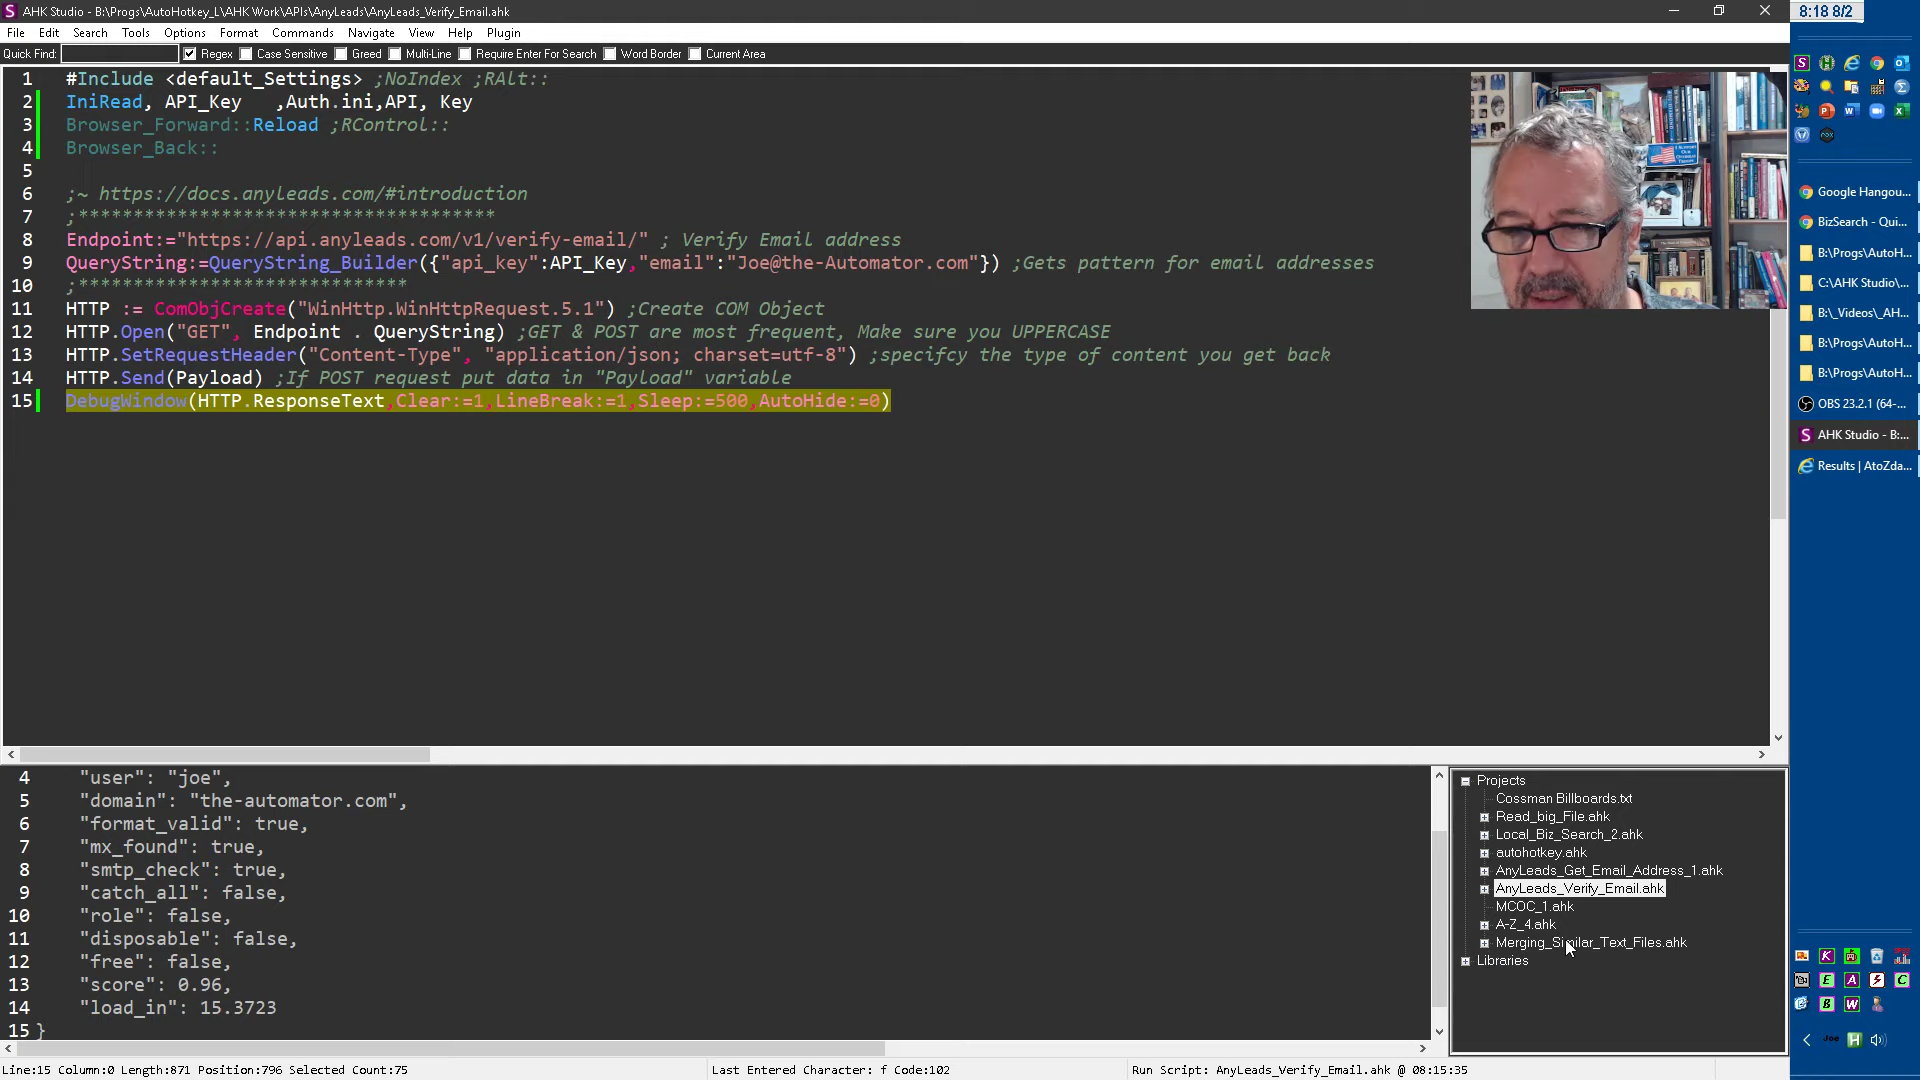 AHK Studio - B:\Progs\AutoHotkey_L\AHK Work\APIs\AnyLeads\AnyLeads_Verify_Email.ahk
8:18 8/2
File Edit Search Tools Options Format Commands Navigate View Help Plugin
Quick Find: Regex Case Sensitive Greed Multi-Line Require Enter For Search Word Border Current Area
1 #Include <default_Settings> ;NoIndex ;RAlt::
2 IniRead, API_Key ,Auth.ini,API, Key
3 Browser_Forward::Reload ;RControl::
4 Browser_Back::
5
6 ;~ https://docs.anyleads.com/#introduction
7 ;**************************************
8 Endpoint:="https://api.anyleads.com/v1/verify-email/" ; Verify Email address
9 QueryString:=QueryString_Builder({"api_key":API_Key,"email":"Joe@the-Automator.com"}) ;Gets pattern for email addresses
10 ;******************************
11 HTTP := ComObjCreate("WinHttp.WinHttpRequest.5.1") ;Create COM Object
12 HTTP.Open("GET", Endpoint . QueryString) ;GET & POST are most frequent, Make sure you UPPERCASE
13 HTTP.SetRequestHeader("Content-Type", "application/json; charset=utf-8") ;specifcy the type of content you get back
14 HTTP.Send(Payload) ;If POST request put data in "Payload" variable
15 DebugWindow(HTTP.ResponseText,Clear:=1,LineBreak:=1,Sleep:=500,AutoHide:=0)
4 "user": "joe",
5 "domain": "the-automator.com",
6 "format_valid": true,
7 "mx_found": true,
8 "smtp_check": true,
9 "catch_all": false,
10 "role": false,
11 "disposable": false,
12 "free": false,
13 "score": 0.96,
14 "load_in": 15.3723
15 }
Projects
Cossman Billboards.txt
Read_big_File.ahk
Local_Biz_Search_2.ahk
autohotkey.ahk
AnyLeads_Get_Email_Address_1.ahk
AnyLeads_Verify_Email.ahk
MCOC_1.ahk
A-Z_4.ahk
Merging_Similar_Text_Files.ahk
Libraries
Line:15 Column:0 Length:871 Position:796 Selected Count:75
Last Entered Character: f Code:102
Run Script: AnyLeads_Verify_Email.ahk @ 08:15:35
Google Hangou...
BizSearch - Qui...
B:\Progs\AutoH...
C:\AHK Studio\...
B:\_Videos\_AH...
B:\Progs\AutoH...
B:\Progs\AutoH...
OBS 23.2.1 (64-...
AHK Studio - B:...
Results | AtoZda...
Joe